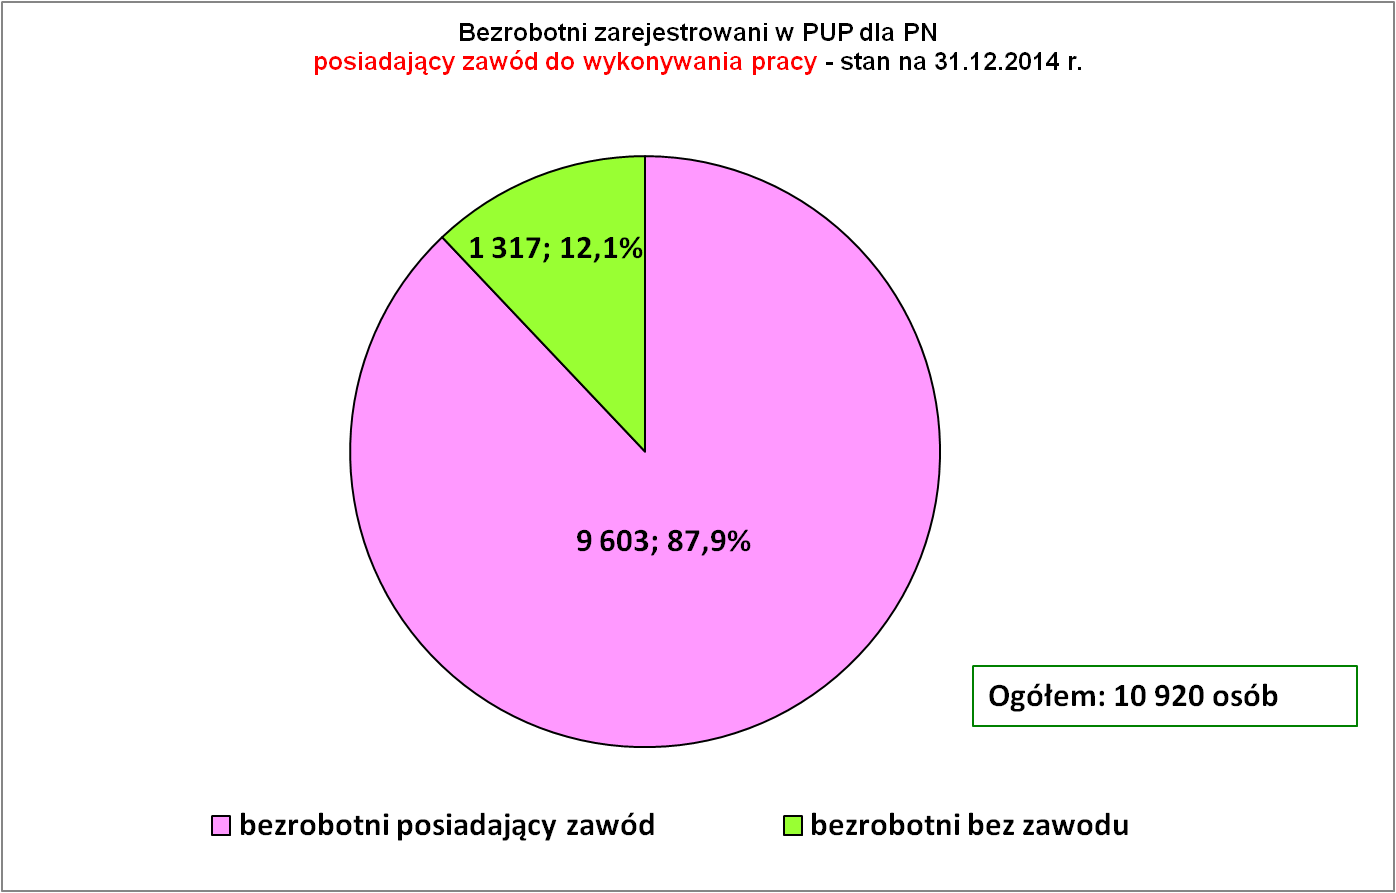 Bezrobotni zarejestrowani w PUP dla PN
posiadający zawód do wykonywania pracy - stan na 31.12.2014 r.
1 317; 12,1%
9 603; 87,9%
Ogółem: 10 920 osób
bezrobotni posiadający zawód
bezrobotni bez zawodu